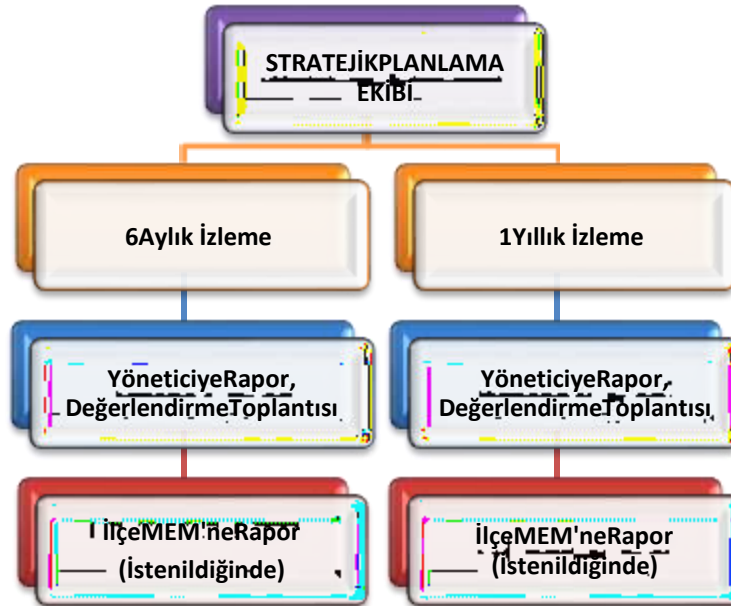 STRATEJİKPLANLAMA
EKİBİ
6Aylık İzleme
1Yıllık İzleme
YöneticiyeRapor,
DeğerlendirmeToplantısı
YöneticiyeRapor,
DeğerlendirmeToplantısı
İlçeMEM'neRapor
(İstenildiğinde)
İlçeMEM'neRapor
(İstenildiğinde)